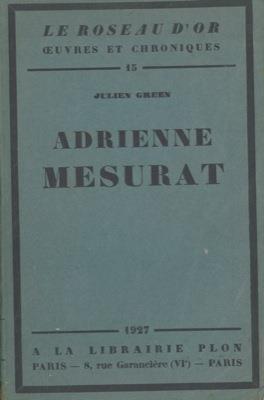 LE ROSEAU D'OR
ŒUVRES ET CHRONIQUES
15
JULIEN GREEN
ADRIENNE
MESURAT
1927
A LA LIBRAIRIE PLON
PARIS — 8, rue Garancière (VIᵉ) — PARIS